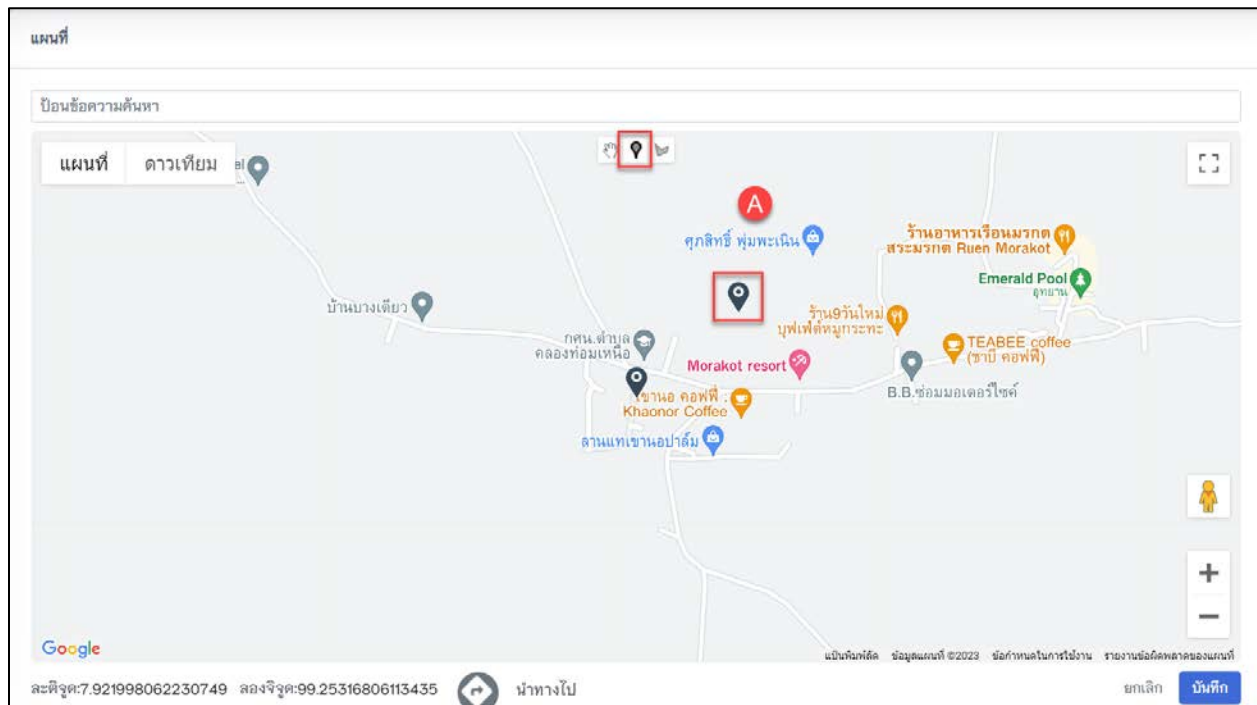 แผนที่
ป้อนข้อความค้นหา
แผนที่ ดาวเทียม
A
ศุภสิทธิ์ พุ่มพะเนิน
ร้านอาหารเรือนมรกต
สระมรกต Ruen Morakot
Emerald Pool
อุทยาน
บ้านบางเตียว
ร้าน9วันใหม่
บุฟเฟ่ต์หมูกระทะ
กศน.ตำบล
คลองท่อมเหนือ
TEABEE coffee
(ชาบี คอฟฟี่)
Morakot resort
B.B.ซ่อมมอเตอร์ไซค์
เขานอ คอฟฟี่ :
Khaonor Coffee
ลานแทเขานอปาล์ม
Google
แป้นพิมพ์ลัด ข้อมูลแผนที่ ©2023 ข้อกำหนดในการใช้งาน รายงานข้อผิดพลาดของแผนที่
ละติจูด:7.921998062230749 ลองจิจูด:99.25316806113435 นำทางไป ยกเลิก บันทึก